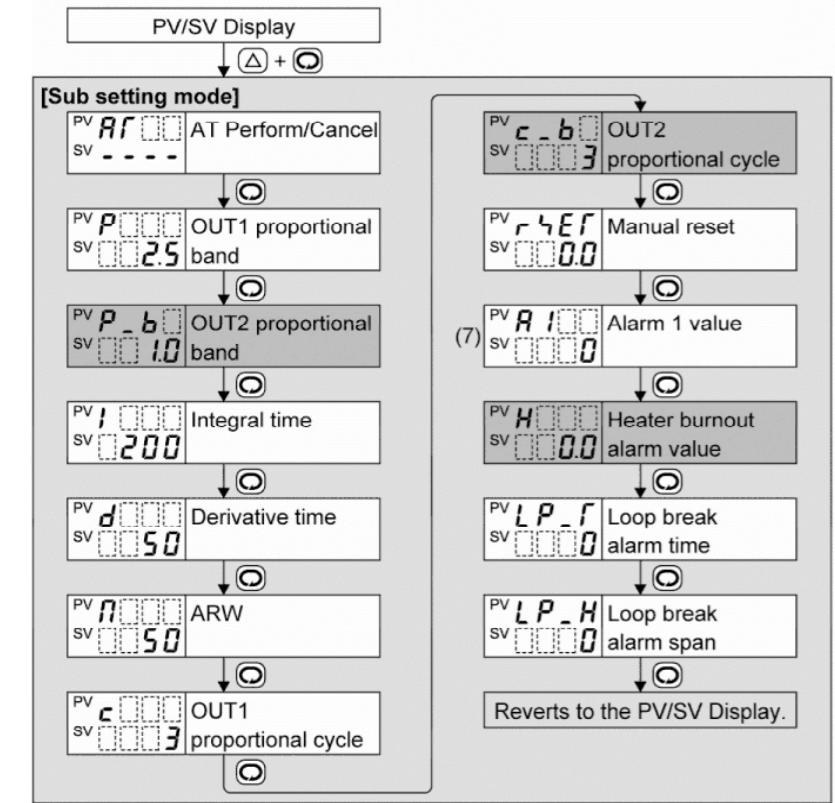 PV/SV Display
△ +
[Sub setting mode]
PV AT
SV ----
AT Perform/Cancel
PV P
SV 2.5
OUT1 proportional
band
PV P_b
SV 1.0
OUT2 proportional
band
PV I
SV 200
Integral time
PV d
SV 50
Derivative time
PV
SV 50
ARW
PV c
SV 3
OUT1
proportional cycle
PV c_b
SV 3
OUT2
proportional cycle
PV
SV 0.0
Manual reset
(7)
PV A1
SV 0
Alarm 1 value
PV H
SV 0.0
Heater burnout
alarm value
PV LP_T
SV 0
Loop break
alarm time
PV LP_H
SV 0
Loop break
alarm span
Reverts to the PV/SV Display.